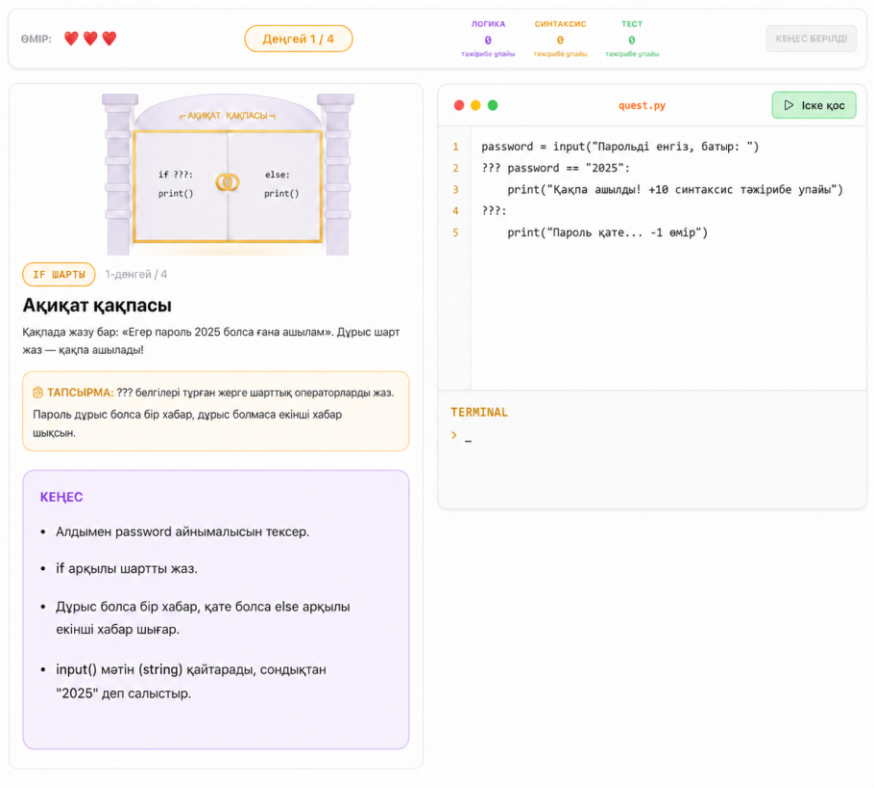 ӨМІР:
Деңгей 1 / 4
ЛОГИКА
0
тәжірибе ұпайы
СИНТАКСИС
0
тәжірибе ұпайы
ТЕСТ
0
тәжірибе ұпайы
КЕҢЕС БЕРІЛДІ
АҚИҚАТ ҚАҚПАСЫ
if ???:
print()
else:
print()
IF ШАРТЫ
1-деңгей / 4
Ақиқат қақпасы
Қақпада жазу бар: «Егер пароль 2025 болса ғана ашылам». Дұрыс шарт
жаз — қақпа ашылады!
ТАПСЫРМА: ??? белгілері тұрған жерге шарттық операторларды жаз.
Пароль дұрыс болса бір хабар, дұрыс болмаса екінші хабар
шықсын.
КЕҢЕС
• Алдымен password айнымалысын тексер.
• if арқылы шартты жаз.
• Дұрыс болса бір хабар, қате болса else арқылы
екінші хабар шығар.
• input() мәтін (string) қайтарады, сондықтан
"2025" деп салыстыр.
quest.py
Іске қос
1 password = input("Парольді енгіз, батыр: ")
2 ??? password == "2025":
3     print("Қақпа ашылды! +10 синтаксис тәжірибе ұпайы")
4 ???:
5     print("Пароль қате... -1 өмір")
TERMINAL
> _